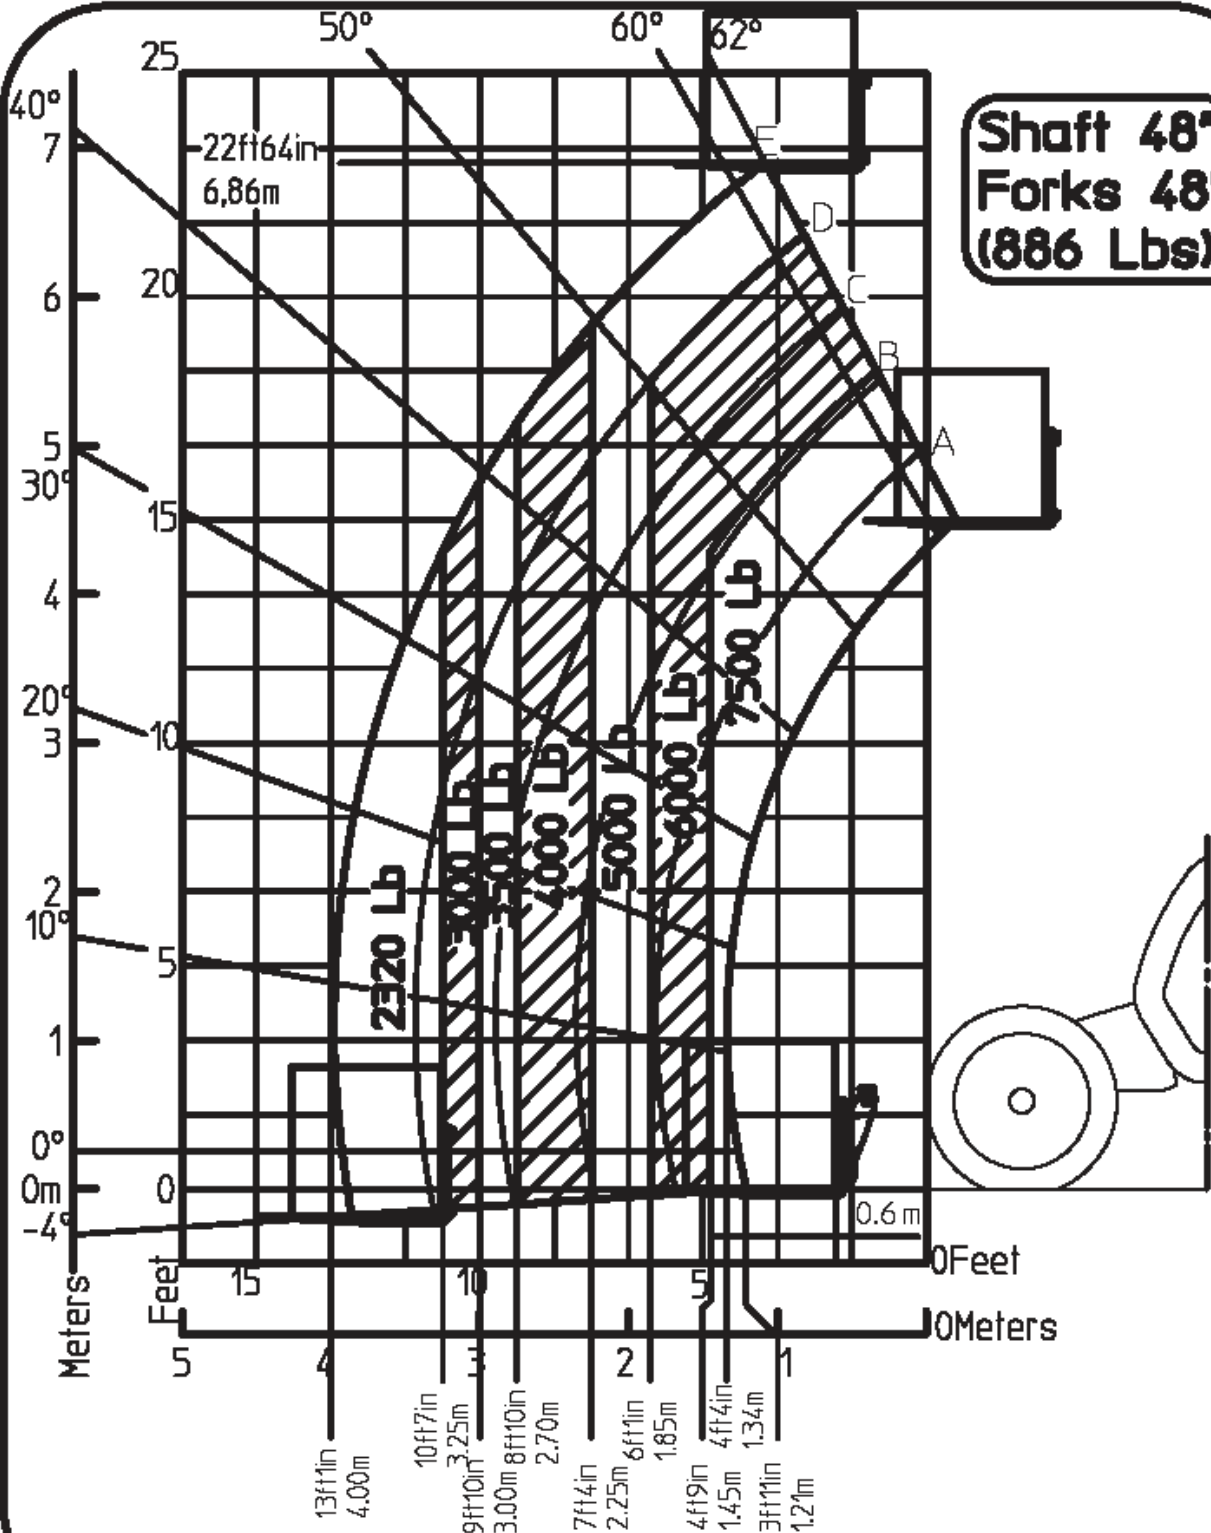 50°
60°
62°
25
40°
7
E
22ft64in
6,86m
Shaft 48"
Forks 48"
(886 Lbs)
D
6
20
C
B
5
A
30°
15
4
20°
3
10
7500 Lb
6000 Lb
5000 Lb
4000 Lb
3500 Lb
3000 Lb
2320 Lb
2
10°
5
1
0°
0m
0
-4°
0.6 m
Meters
Feet
15
10
5
0Feet
0Meters
5
4
3
2
1
13ft1in
4.00m
10ft7in
3.25m
9ft10in
3.00m
8ft10in
2.70m
7ft4in
2.25m
6ft1in
1.85m
4ft9in
1.45m
4ft4in
1.34m
3ft11in
1.21m